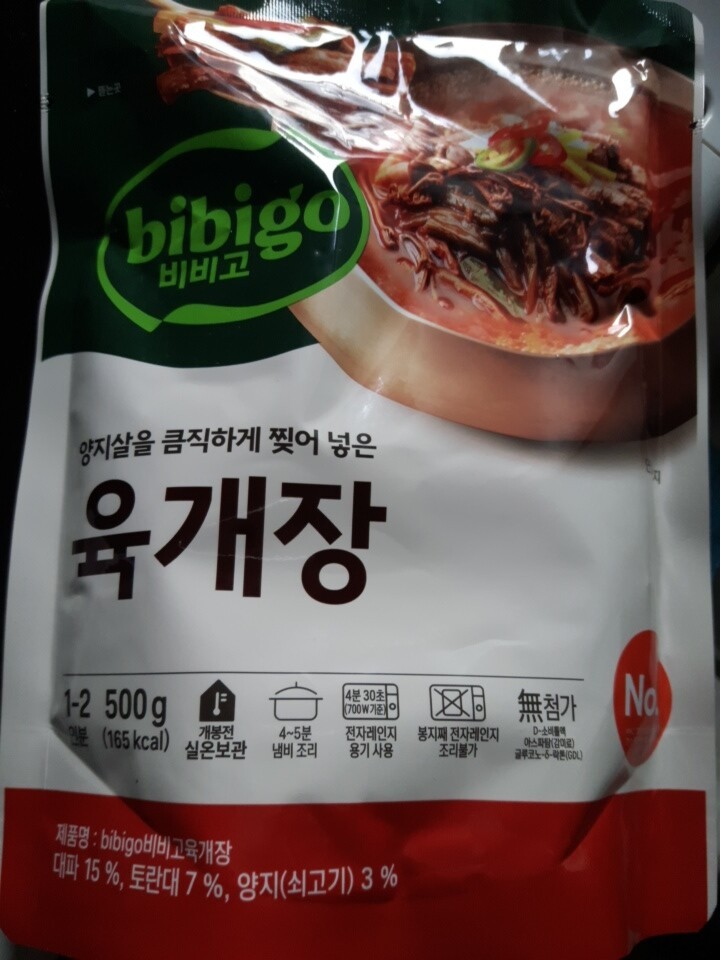 bibigo
비비고
양지살을 큼직하게 찢어 넣은
육개장
1-2
인분
500g
(165 kcal)
개봉전
실온보관
4~5분
냄비 조리
4분 30초
(700W기준)
전자레인지
용기 사용
봉지째 전자레인지
조리불가
無첨가
D-소비톨액
아스파탐(감미료)
글루코노-δ-락톤(GDL)
No.
제품명 : bibigo비비고육개장
대파 15 %, 토란대 7 %, 양지(쇠고기) 3 %